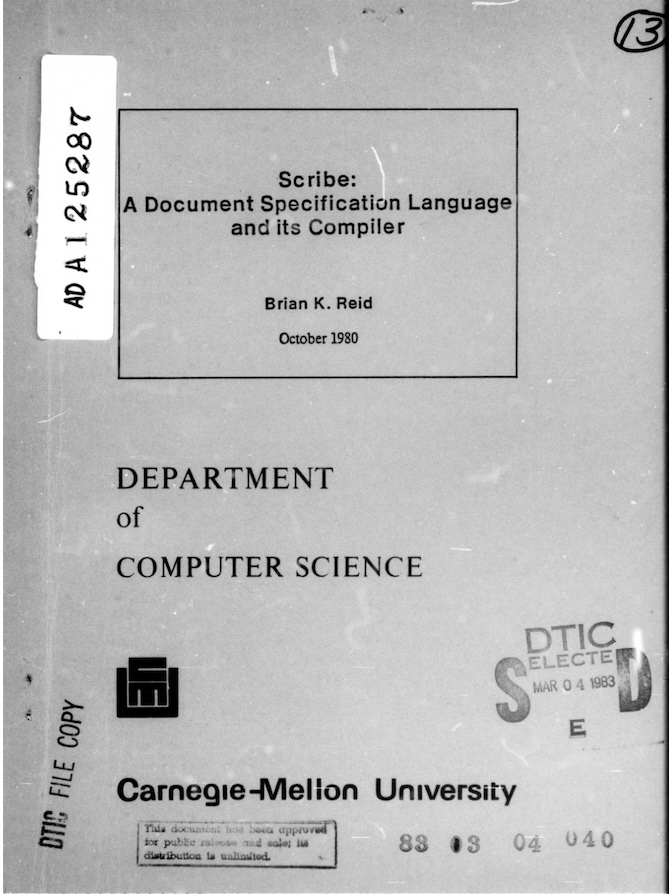 13
AD A125287
Scribe:
A Document Specification Language
and its Compiler
Brian K. Reid
October 1980
DEPARTMENT
of
COMPUTER SCIENCE
DTIC
ELECTE
MAR 04 1983
S D
E
DTIC FILE COPY
Carnegie-Mellon University
This document has been approved
for public release and sale; its
distribution is unlimited.
83 03 04 040